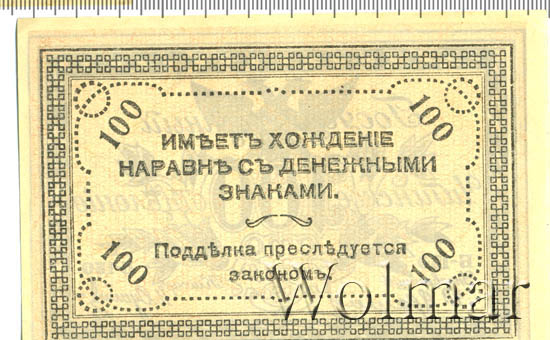 100 100
ИМѢЕТЪ ХОЖДЕНІЕ
НАРАВНѢ СЪ ДЕНЕЖНЫМИ
ЗНАКАМИ.
Поддѣлка преслѣдуется
закономъ.
100 100
Wolmar